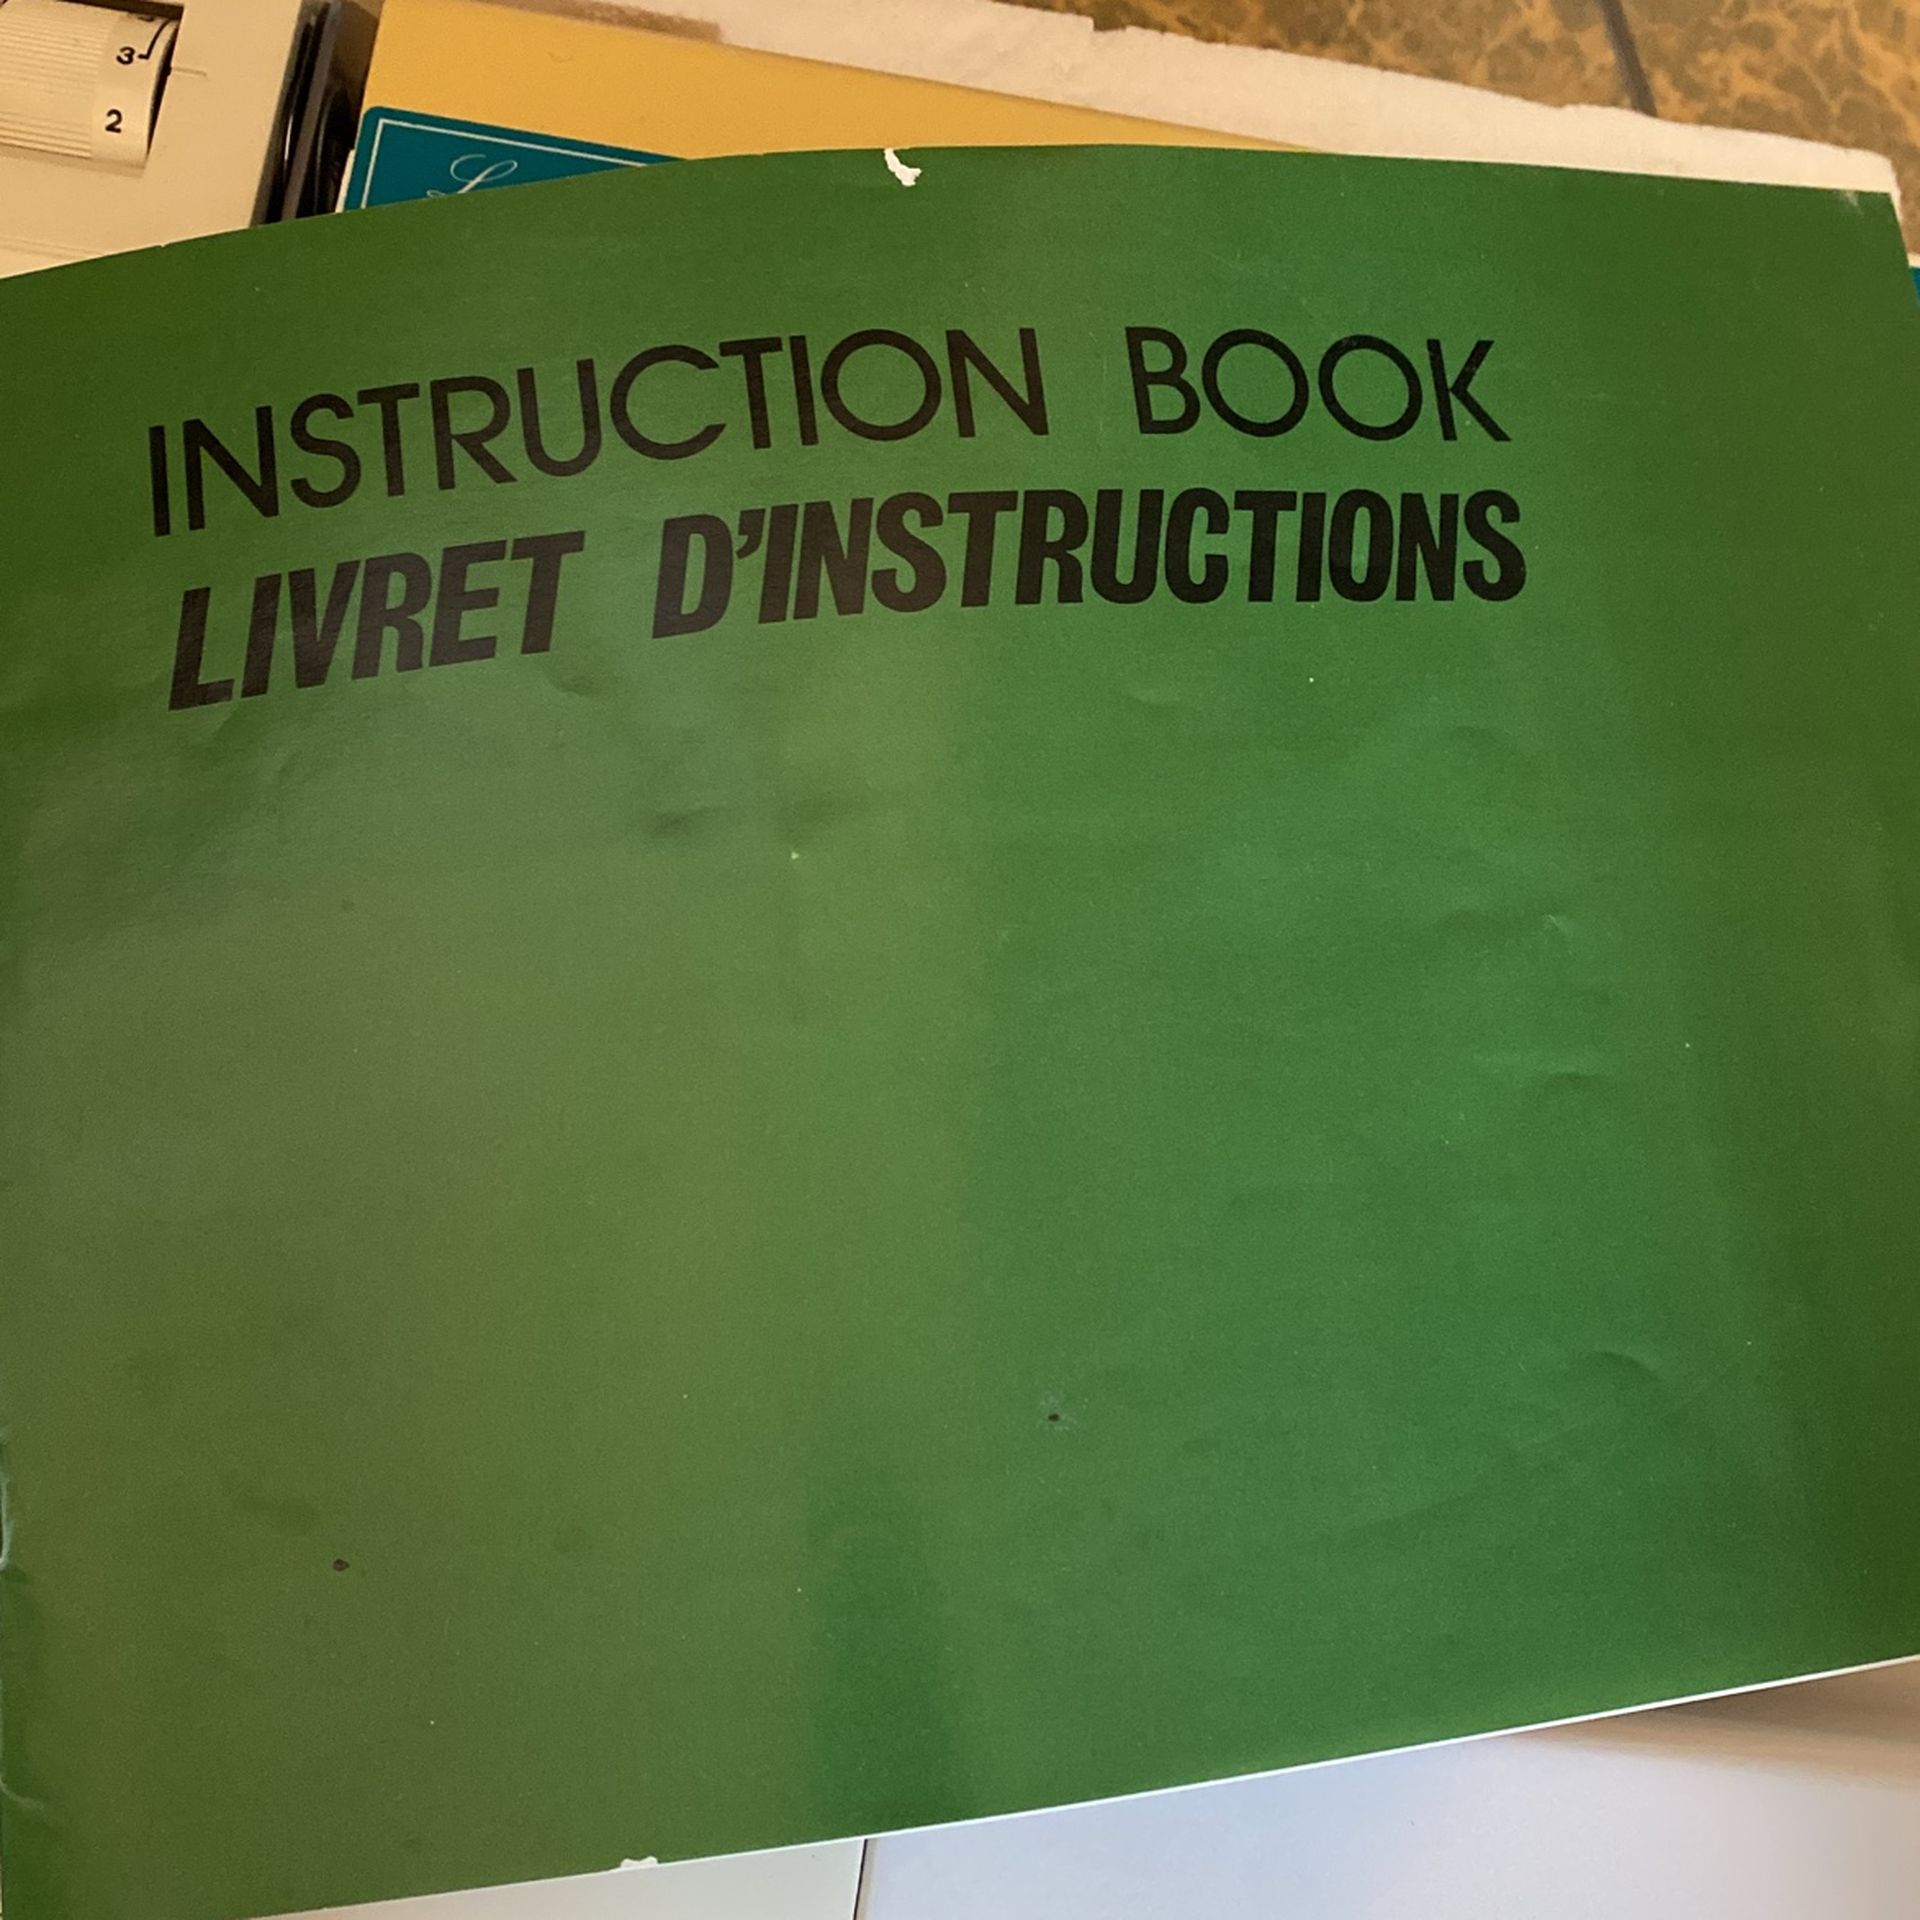 3
2
INSTRUCTION BOOK
LIVRET D'INSTRUCTIONS